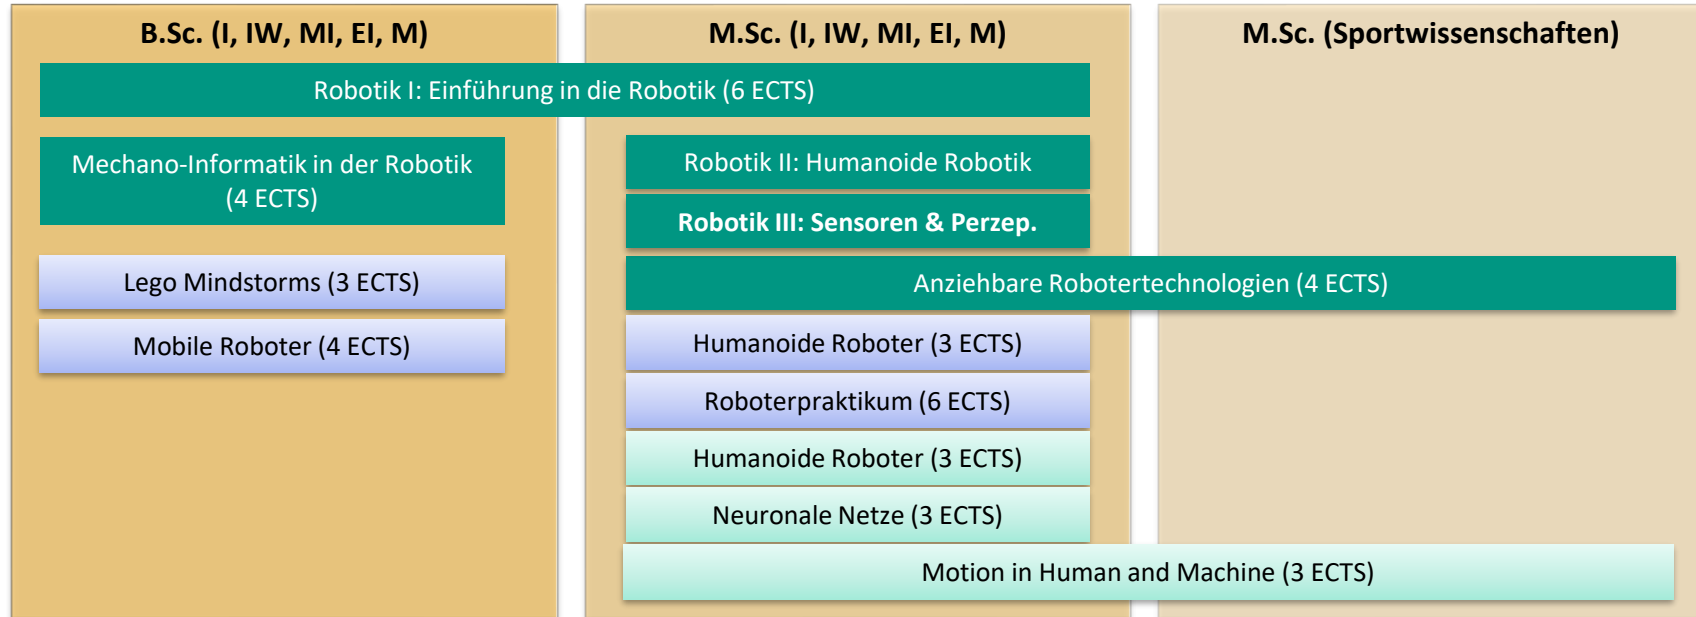 B.Sc. (I, IW, MI, EI, M)
M.Sc. (I, IW, MI, EI, M)
M.Sc. (Sportwissenschaften)
Robotik I: Einführung in die Robotik (6 ECTS)
Mechano-Informatik in der Robotik
(4 ECTS)
Robotik II: Humanoide Robotik
Robotik III: Sensoren & Perzep.
Lego Mindstorms (3 ECTS)
Anziehbare Robotertechnologien (4 ECTS)
Mobile Roboter (4 ECTS)
Humanoide Roboter (3 ECTS)
Roboterpraktikum (6 ECTS)
Humanoide Roboter (3 ECTS)
Neuronale Netze (3 ECTS)
Motion in Human and Machine (3 ECTS)